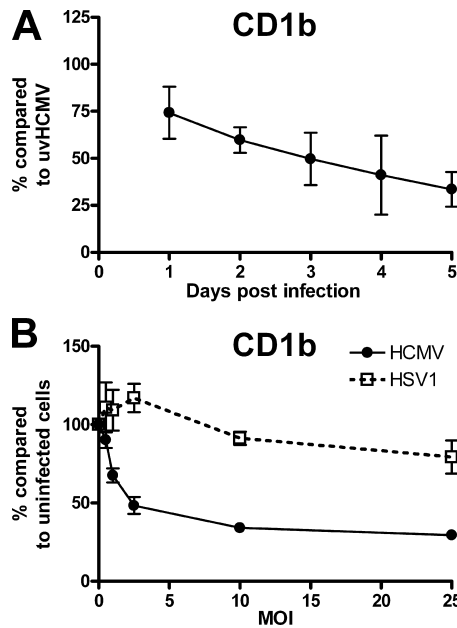 A
CD1b
% compared
to uvHCMV
125
100
75
50
25
0
0 1 2 3 4 5
Days post infection
B
CD1b
HCMV
HSV1
% compared
to uninfected cells
150
100
50
0
0 5 10 15 20 25
MOI